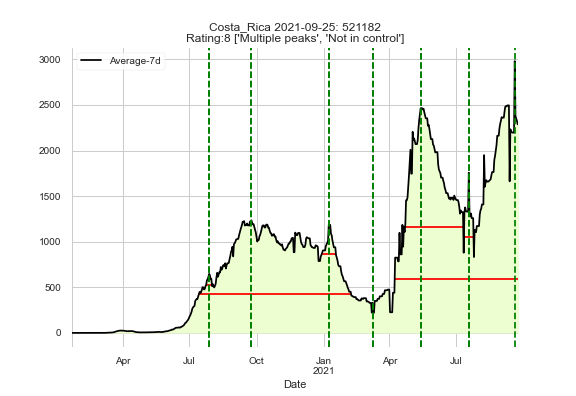 Costa_Rica 2021-09-25: 521182
Rating:8 ['Multiple peaks', 'Not in control']
Average-7d
3000
2500
2000
1500
1000
500
0
Apr
Jul
Oct
Jan
2021
Apr
Jul
Date